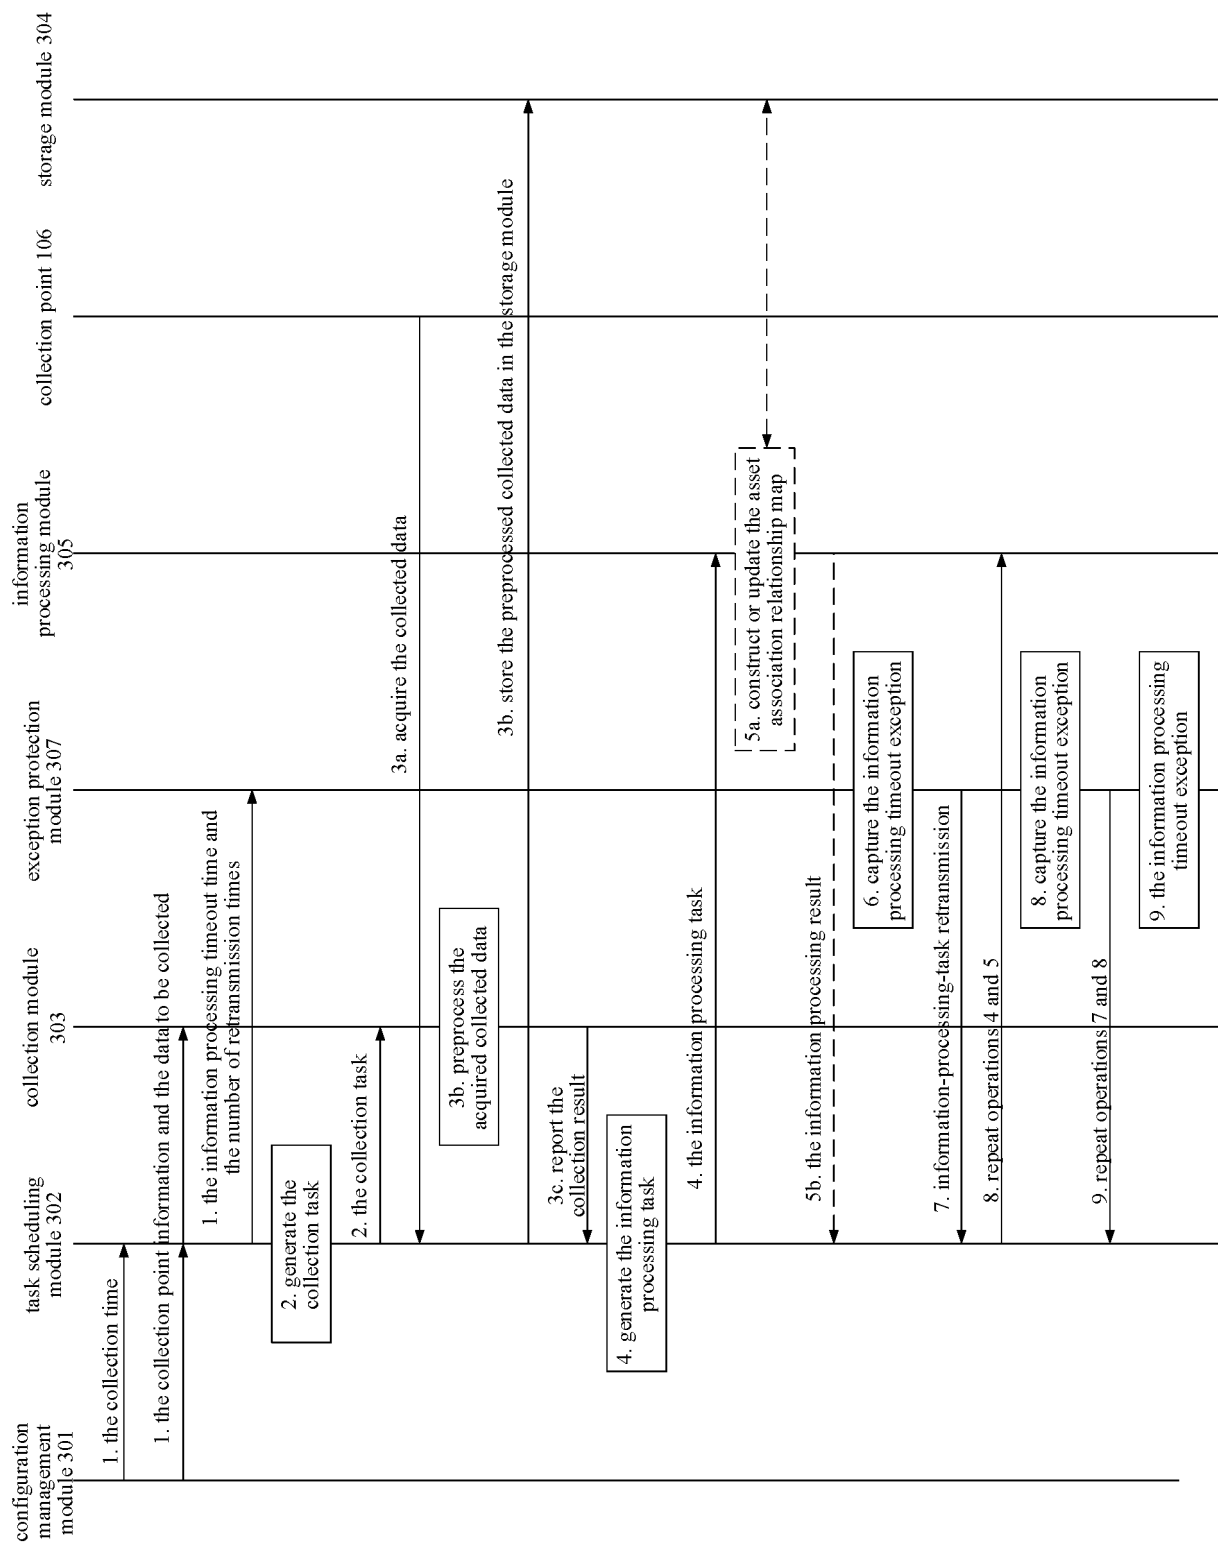 configuration
management
module 301
task scheduling
module 302
collection module
303
exception protection
module 307
information
processing module
305
collection point 106
storage module 304
1. the collection time
1. the collection point information and the data to be collected
1. the information processing timeout time and
the number of retransmission times
2. generate the
collection task
2. the collection task
3a. acquire the collected data
3b. preprocess the
acquired collected data
3b. store the preprocessed collected data in the storage module
3c. report the
collection result
4. generate the information
processing task
4. the information processing task
5a. construct or update the asset
association relationship map
5b. the information processing result
6. capture the information
processing timeout exception
7. information-processing-task retransmission
8. repeat operations 4 and 5
8. capture the information
processing timeout exception
9. repeat operations 7 and 8
9. the information processing
timeout exception